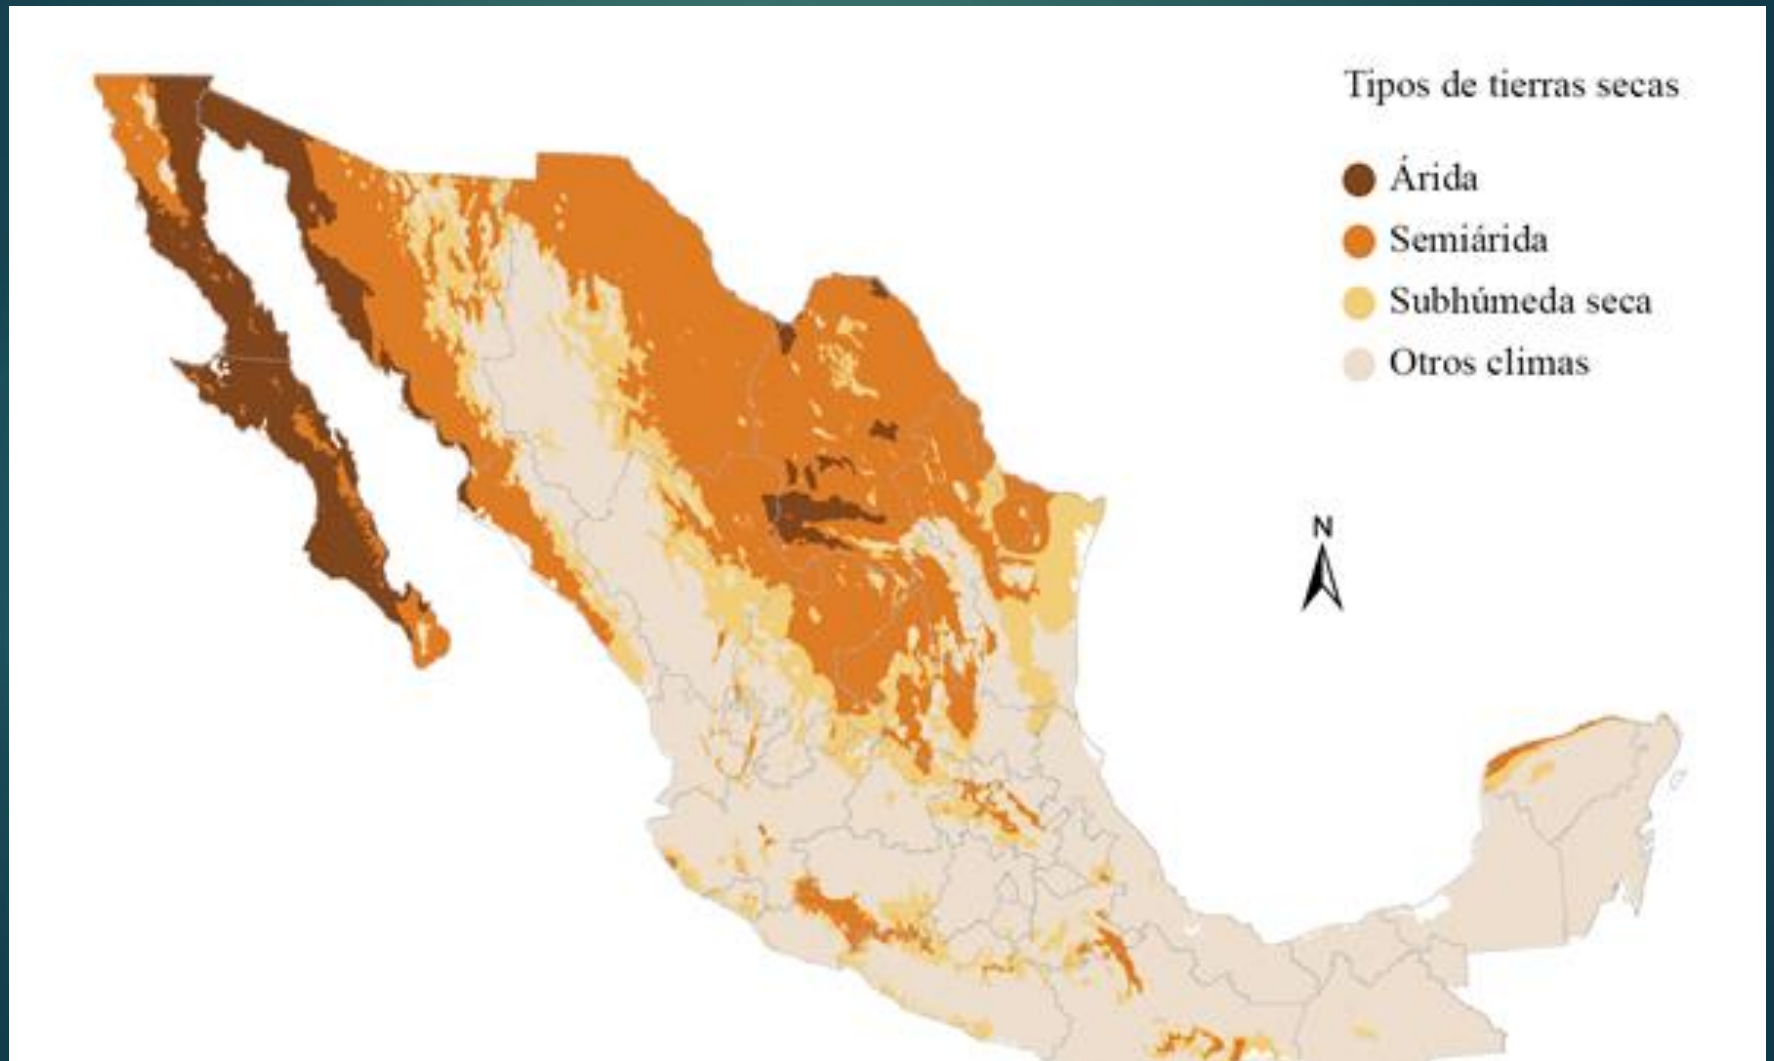 Tipos de tierras secas
Árida
Semiárida
Subhúmeda seca
Otros climas
N